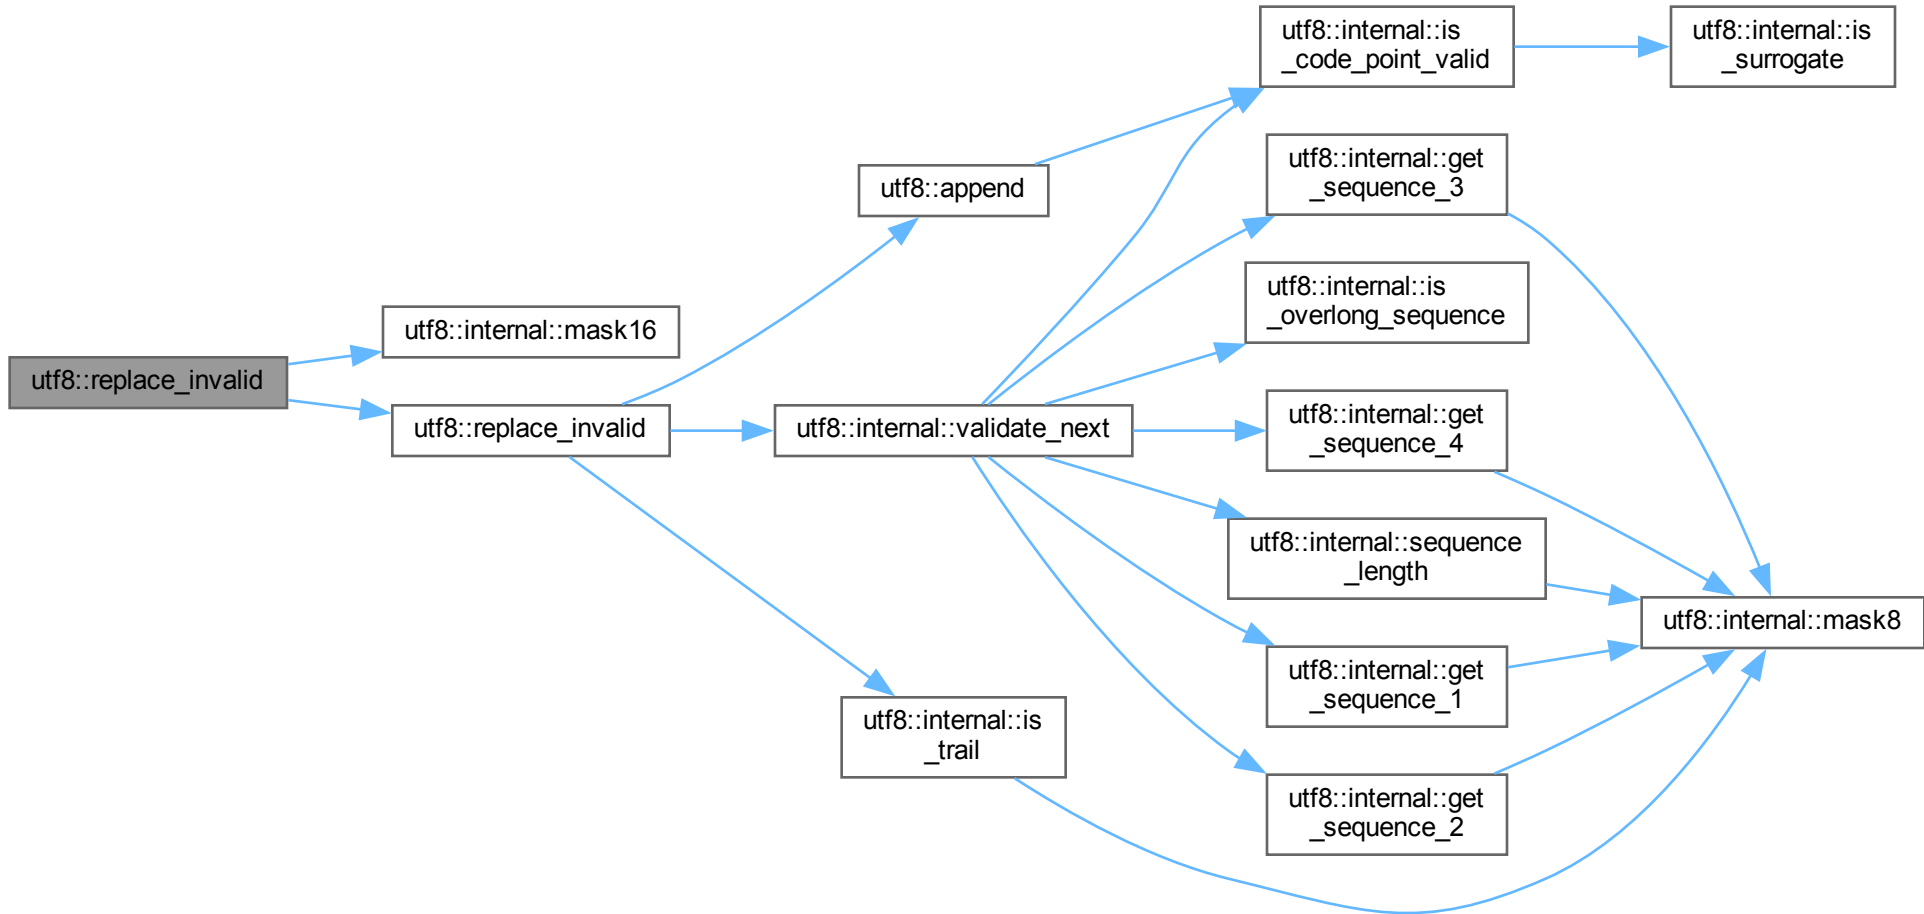 utf8::replace_invalid
utf8::internal::mask16
utf8::replace_invalid
utf8::append
utf8::internal::validate_next
utf8::internal::is
_trail
utf8::internal::is
_code_point_valid
utf8::internal::get
_sequence_3
utf8::internal::is
_overlong_sequence
utf8::internal::get
_sequence_4
utf8::internal::sequence
_length
utf8::internal::get
_sequence_1
utf8::internal::get
_sequence_2
utf8::internal::is
_surrogate
utf8::internal::mask8